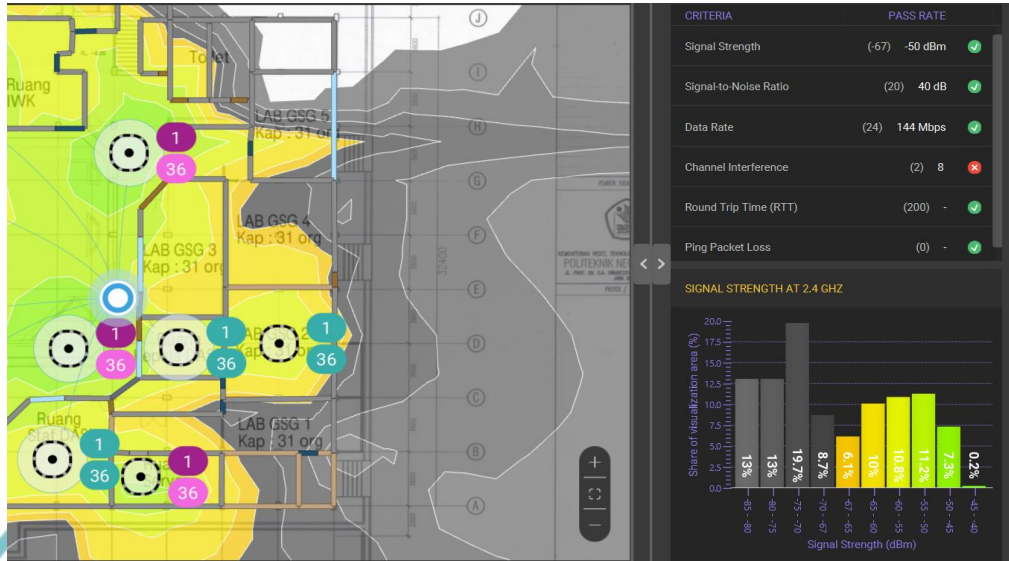 J
Toilet
I
Ruang
IWK
LAB GSG 5
Kap : 31 org
H
1
36
G
LAB GSG 4
Kap : 31 org
F
LAB GSG 3
Kap : 31 org
32400
POLITEKNIK NE
E
1
36
1
36
1
36
D
C
Ruang
LAB GSG 1
Kap : 31 org
B
1
36
1
36
A
+
−
< >
CRITERIA PASS RATE
Signal Strength (-67) -50 dBm
Signal-to-Noise Ratio (20) 40 dB
Data Rate (24) 144 Mbps
Channel Interference (2) 8
Round Trip Time (RTT) (200) -
Ping Packet Loss (0) -
SIGNAL STRENGTH AT 2.4 GHZ
Share of visualization area (%)
20.0
17.5
15.0
12.5
10.0
7.5
5.0
2.5
0.0
13% 13% 19.7% 8.7% 6.1% 10% 10.8% 11.2% 7.3% 0.2%
-85 - -80 -80 - -75 -75 - -70 -70 - -67 -67 - -65 -65 - -60 -60 - -55 -55 - -50 -50 - -45 -45 - -40
Signal Strength (dBm)